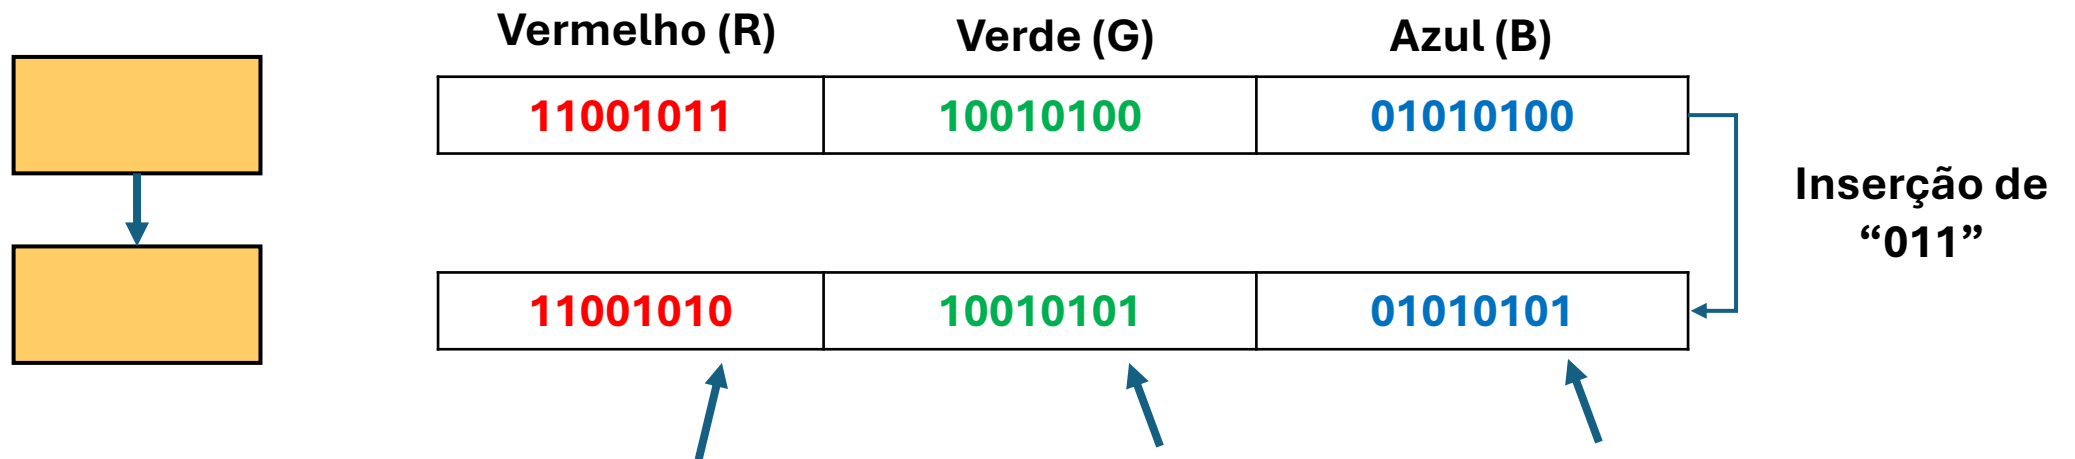 Vermelho (R) Verde (G) Azul (B)
11001011 10010100 01010100
Inserção de
“011”
11001010 10010101 01010101